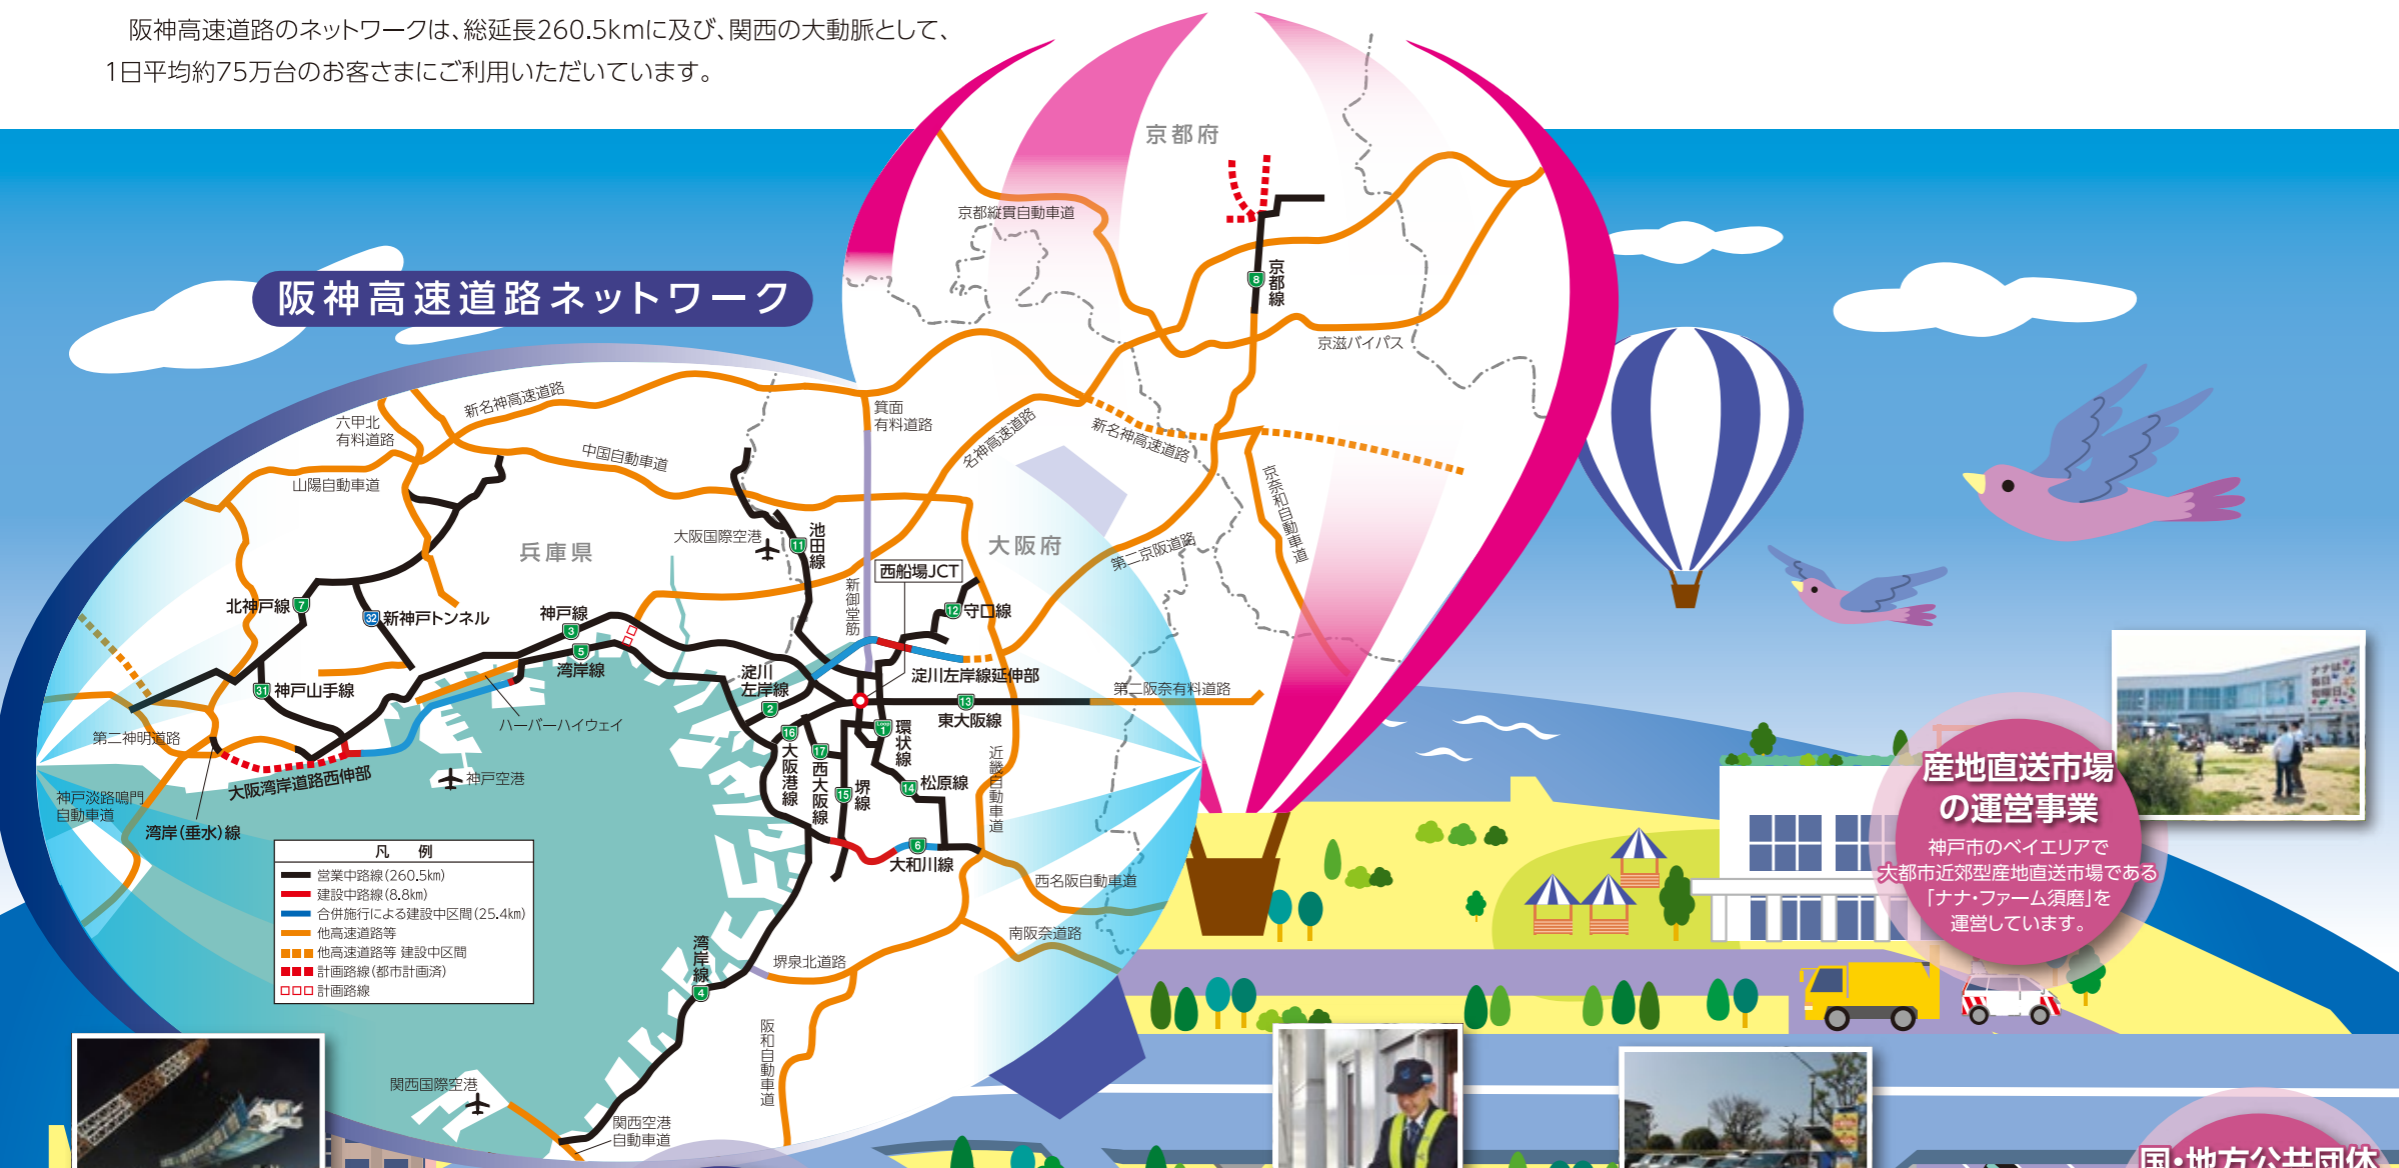 阪神高速道路のネットワークは、総延長260.5kmに及び、関西の大動脈として、
1日平均約75万台のお客さまにご利用いただいています。
阪神高速道路ネットワーク
京都府
京都縦貫自動車道
8
京都線
京滋バイパス
新名神高速道路
六甲北
有料道路
箕面
有料道路
名神高速道路
新名神高速道路
中国自動車道
山陽自動車道
京奈和自動車道
大阪国際空港
11
池田線
兵庫県
大阪府
第二京阪道路
西船場JCT
新御堂筋
北神戸線
7
32
新神戸トンネル
神戸線
3
12
守口線
5
湾岸線
淀川
左岸線
2
淀川左岸線延伸部
31
神戸山手線
第二阪奈有料道路
13
東大阪線
ハーバーハイウェイ
第二神明道路
16
大阪港線
17
西大阪線
1
環状線
近畿自動車道
神戸空港
大阪湾岸道路西伸部
15
堺線
14
松原線
神戸淡路鳴門
自動車道
湾岸(垂水)線
6
大和川線
凡 例
営業中路線(260.5km)
建設中路線(8.8km)
合併施行による建設中区間(25.4km)
他高速道路等
他高速道路等 建設中区間
計画路線(都市計画済)
計画路線
西名阪自動車道
南阪奈道路
湾岸線
4
堺泉北道路
阪和自動車道
関西国際空港
関西空港
自動車道
ナナは
毎日
旬曜日
産地直送市場
の運営事業
神戸市のベイエリアで
大都市近郊型産地直送市場である
「ナナ・ファーム須磨」を
運営しています。
国・地方公共団体